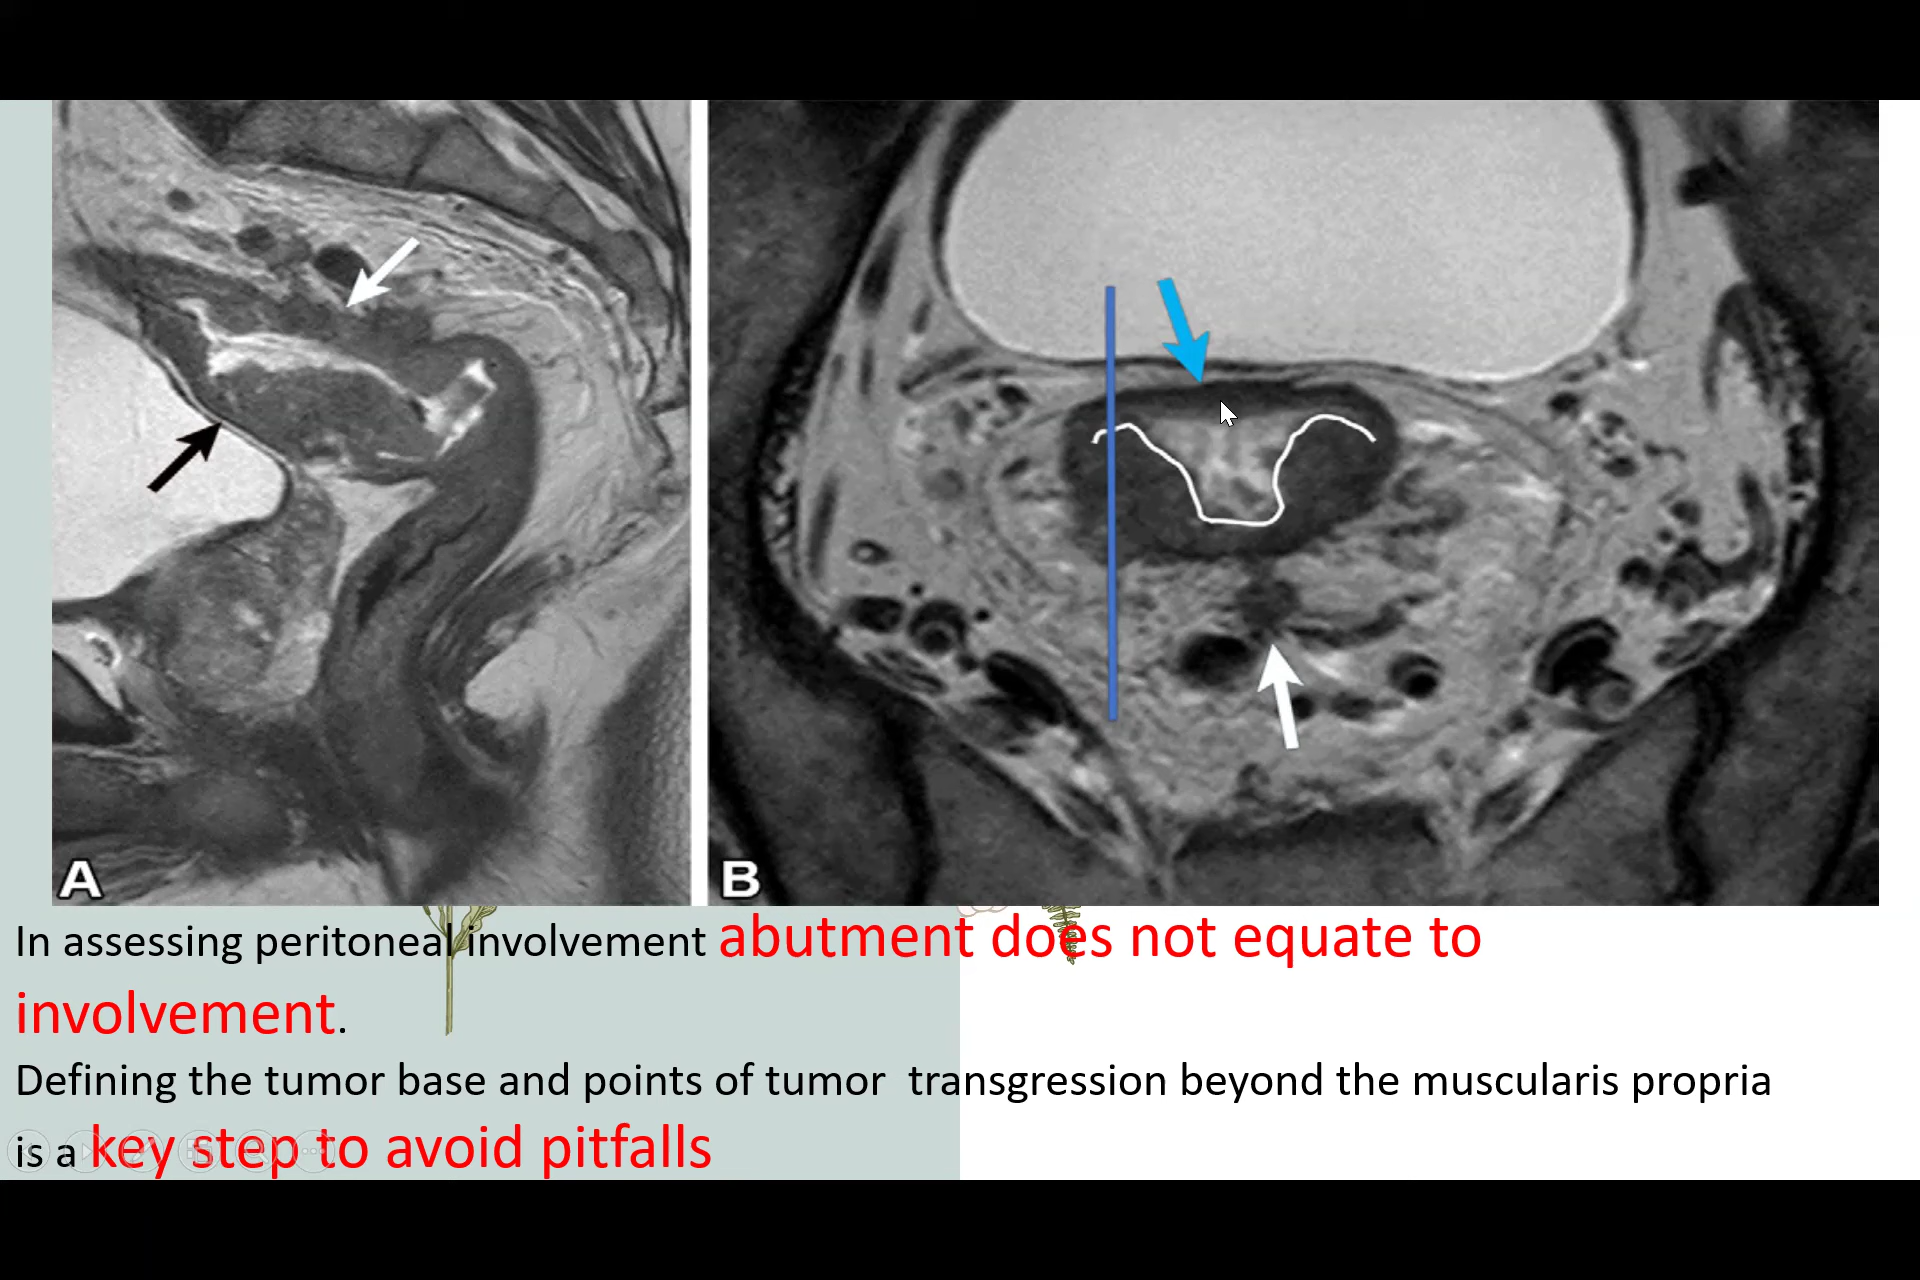 A
B
In assessing peritoneal involvement abutment does not equate to
involvement.
Defining the tumor base and points of tumor transgression beyond the muscularis propria
is a key step to avoid pitfalls